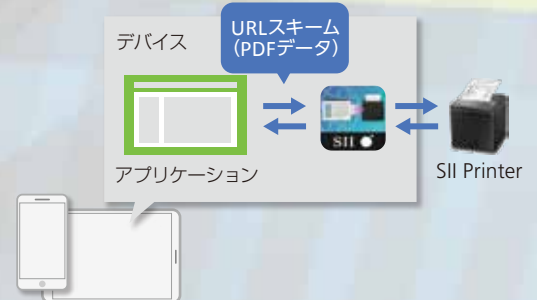 デバイス
URLスキーム
（PDFデータ）
SII
アプリケーション
SII Printer